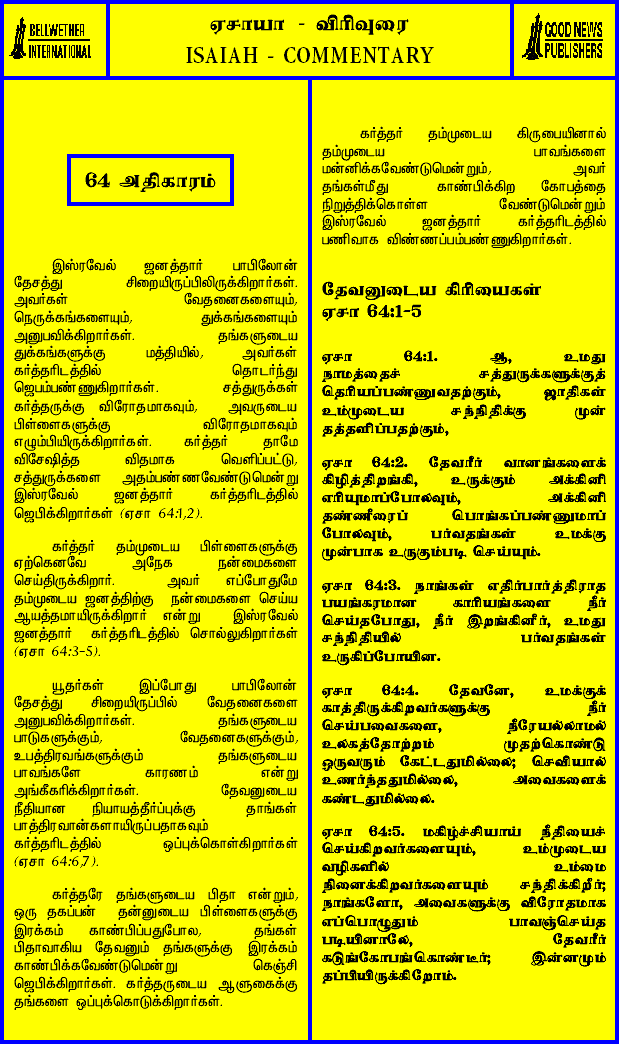 BELLWETHER
INTERNATIONAL
ஏசாயா - விரிவுரை
ISAIAH - COMMENTARY
GOOD NEWS
PUBLISHERS
64 அதிகாரம்
இஸ்ரவேல் ஜனத்தார் பாபிலோன்
தேசத்து சிறையிருப்பிலிருக்கிறார்கள்.
அவர்கள் வேதனைகளையும்,
நெருக்கங்களையும், துக்கங்களையும்
அனுபவிக்கிறார்கள். தங்களுடைய
துக்கங்களுக்கு மத்தியில், அவர்கள்
கர்த்தரிடத்தில் தொடர்ந்து
ஜெபம்பண்ணுகிறார்கள். சத்துருக்கள்
கர்த்தருக்கு விரோதமாகவும், அவருடைய
பிள்ளைகளுக்கு விரோதமாகவும்
எழும்பியிருக்கிறார்கள். கர்த்தர் தாமே
விசேஷித்த விதமாக வெளிப்பட்டு,
சத்துருக்களை அதம்பண்ணவேண்டுமென்று
இஸ்ரவேல் ஜனத்தார் கர்த்தரிடத்தில்
ஜெபிக்கிறார்கள் (ஏசா 64:1,2).
கர்த்தர் தம்முடைய பிள்ளைகளுக்கு
ஏற்கெனவே அநேக நன்மைகளை
செய்திருக்கிறார். அவர் எப்போதுமே
தம்முடைய ஜனத்திற்கு நன்மைகளை செய்ய
ஆயத்தமாயிருக்கிறார் என்று இஸ்ரவேல்
ஜனத்தார் கர்த்தரிடத்தில் சொல்லுகிறார்கள்
(ஏசா 64:3-5).
யூதர்கள் இப்போது பாபிலோன்
தேசத்து சிறையிருப்பில் வேதனைகளை
அனுபவிக்கிறார்கள். தங்களுடைய
பாடுகளுக்கும், வேதனைகளுக்கும்,
உபத்திரவங்களுக்கும் தங்களுடைய
பாவங்களே காரணம் என்று
அங்கீகரிக்கிறார்கள். தேவனுடைய
நீதியான நியாயத்தீர்ப்புக்கு தாங்கள்
பாத்திரவான்களாயிருப்பதாகவும்
கர்த்தரிடத்தில் ஒப்புக்கொள்கிறார்கள்
(ஏசா 64:6,7).
கர்த்தரே தங்களுடைய பிதா என்றும்,
ஒரு தகப்பன் தன்னுடைய பிள்ளைகளுக்கு
இரக்கம் காண்பிப்பதுபோல, தங்கள்
பிதாவாகிய தேவனும் தங்களுக்கு இரக்கம்
காண்பிக்கவேண்டுமென்று கெஞ்சி
ஜெபிக்கிறார்கள். கர்த்தருடைய ஆளுகைக்கு
தங்களை ஒப்புக்கொடுக்கிறார்கள்.
கர்த்தர் தம்முடைய கிருபையினால்
தம்முடைய பாவங்களை
மன்னிக்கவேண்டுமென்றும், அவர்
தங்கள்மீது காண்பிக்கிற கோபத்தை
நிறுத்திக்கொள்ள வேண்டுமென்றும்
இஸ்ரவேல் ஜனத்தார் கர்த்தரிடத்தில்
பணிவாக விண்ணப்பம்பண்ணுகிறார்கள்.
தேவனுடைய கிரியைகள்
ஏசா 64:1-5
ஏசா 64:1. ஆ, உமது
நாமத்தைச் சத்துருக்களுக்குத்
தெரியப்பண்ணுவதற்கும், ஜாதிகள்
உம்முடைய சந்நிதிக்கு முன்
தத்தளிப்பதற்கும்,
ஏசா 64:2. தேவரீர் வானங்களைக்
கிழித்திறங்கி, உருக்கும் அக்கினி
எரியுமாப்போலவும், அக்கினி
தண்ணீரைப் பொங்கப்பண்ணுமாப்
போலவும், பர்வதங்கள் உமக்கு
முன்பாக உருகும்படி செய்யும்.
ஏசா 64:3. நாங்கள் எதிர்பார்த்திராத
பயங்கரமான காரியங்களை நீர்
செய்தபோது, நீர் இறங்கினீர், உமது
சந்நிதியில் பர்வதங்கள்
உருகிப்போயின.
ஏசா 64:4. தேவனே, உமக்குக்
காத்திருக்கிறவர்களுக்கு நீர்
செய்பவைகளை, நீரேயல்லாமல்
உலகத்தோற்றம் முதற்கொண்டு
ஒருவரும் கேட்டதுமில்லை; செவியால்
உணர்ந்ததுமில்லை, அவைகளைக்
கண்டதுமில்லை.
ஏசா 64:5. மகிழ்ச்சியாய் நீதியைச்
செய்கிறவர்களையும், உம்முடைய
வழிகளில் உம்மை
நினைக்கிறவர்களையும் சந்திக்கிறீர்;
நாங்களோ, அவைகளுக்கு விரோதமாக
எப்பொழுதும் பாவஞ்செய்த
படியினாலே, தேவரீர்
கடுங்கோபங்கொண்டீர்; இன்னமும்
தப்பியிருக்கிறோம்.